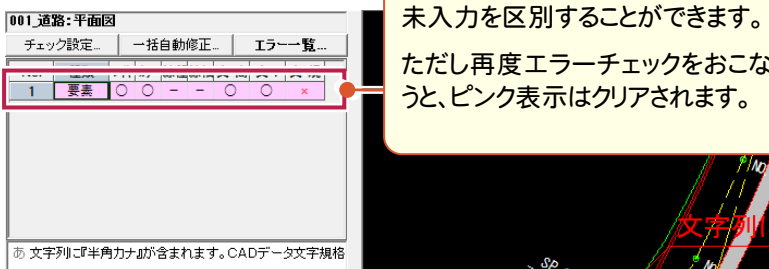 001_道路：平面図
チェック設定... 一括自動修正... エラー一覧...
1 要素 ○ ○ － － ○ ○ ×
あ 文字列に『半角カナ』が含まれます。CADデータ文字規格
未入力を区別することができます。
ただし再度エラーチェックをおこな
うと、ピンク表示はクリアされます。
文字列に
SP